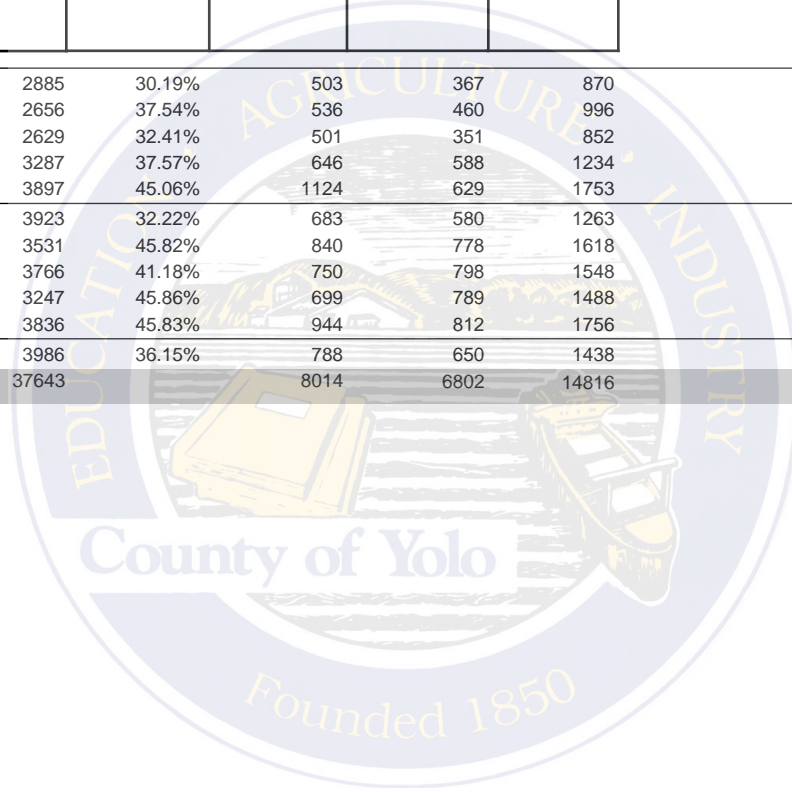 2885 30.19% 503 367 870
2656 37.54% 536 460 996
2629 32.41% 501 351 852
3287 37.57% 646 588 1234
3897 45.06% 1124 629 1753
3923 32.22% 683 580 1263
3531 45.82% 840 778 1618
3766 41.18% 750 798 1548
3247 45.86% 699 789 1488
3836 45.83% 944 812 1756
3986 36.15% 788 650 1438
37643 8014 6802 14816
EDUCATION · AGRICULTURE · INDUSTRY
County of Yolo
Founded 1850